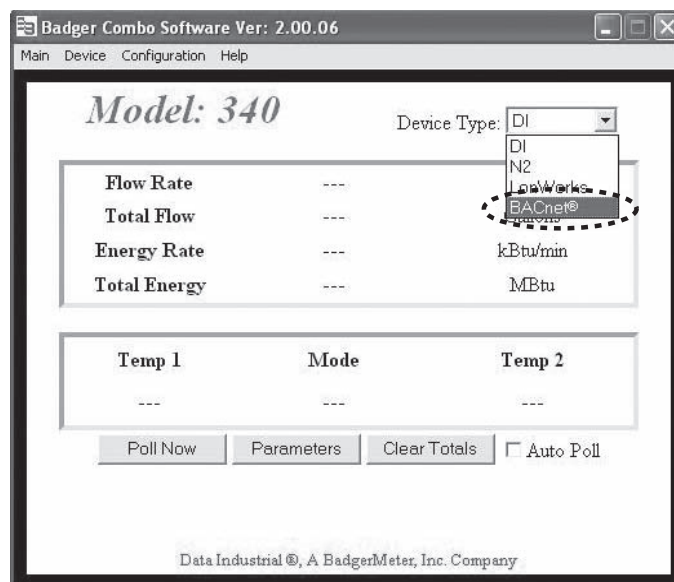 Badger Combo Software Ver: 2.00.06
Main Device Configuration Help
Model: 340
Device Type: DI
DI
N2
LonWorks
BACnet®
Flow Rate ---
Total Flow --- Gallons
Energy Rate --- kBtu/min
Total Energy --- MBtu
Temp 1 Mode Temp 2
--- --- ---
Poll Now Parameters Clear Totals Auto Poll
Data Industrial ®, A BadgerMeter, Inc. Company